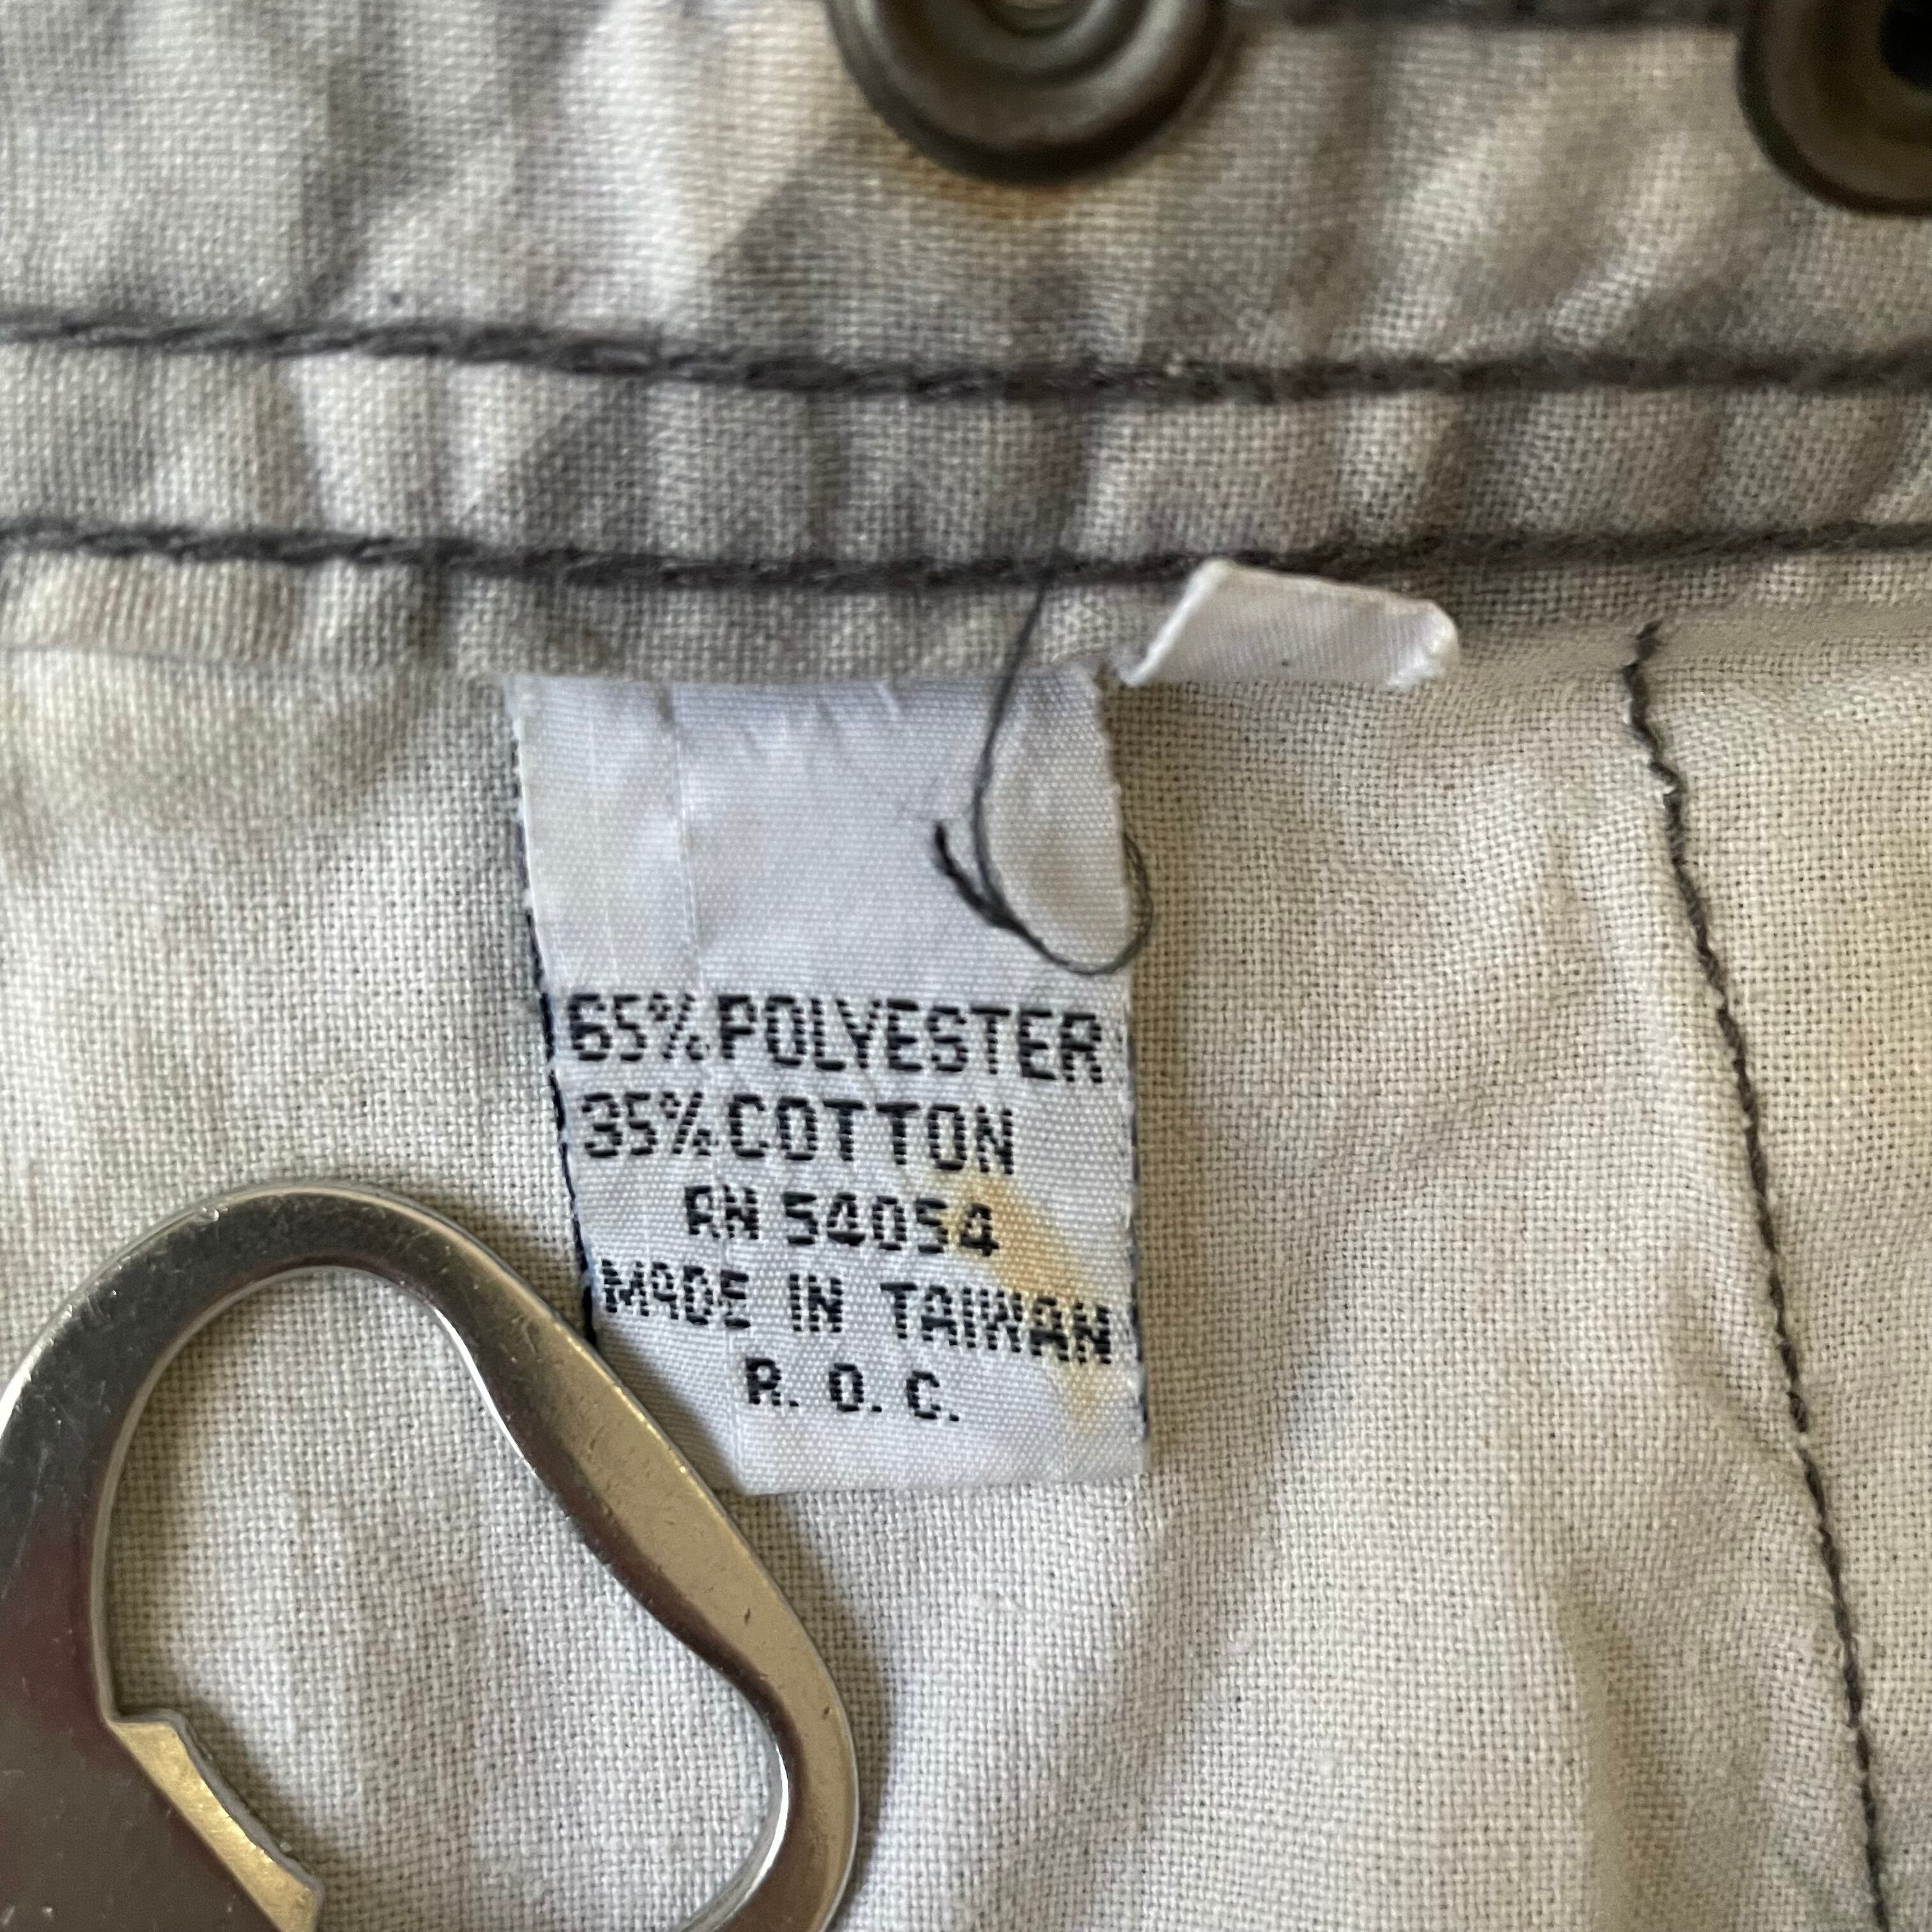 65% POLYESTER
35% COTTON
RN 54054
MADE IN TAIWAN
R. O. C.